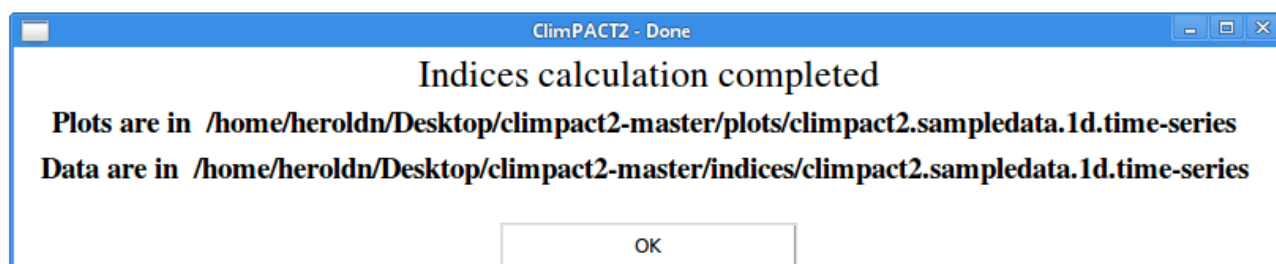 ClimPACT2 - Done
Indices calculation completed
Plots are in /home/heroldn/Desktop/climpact2-master/plots/climpact2.sampledata.1d.time-series
Data are in /home/heroldn/Desktop/climpact2-master/indices/climpact2.sampledata.1d.time-series
OK